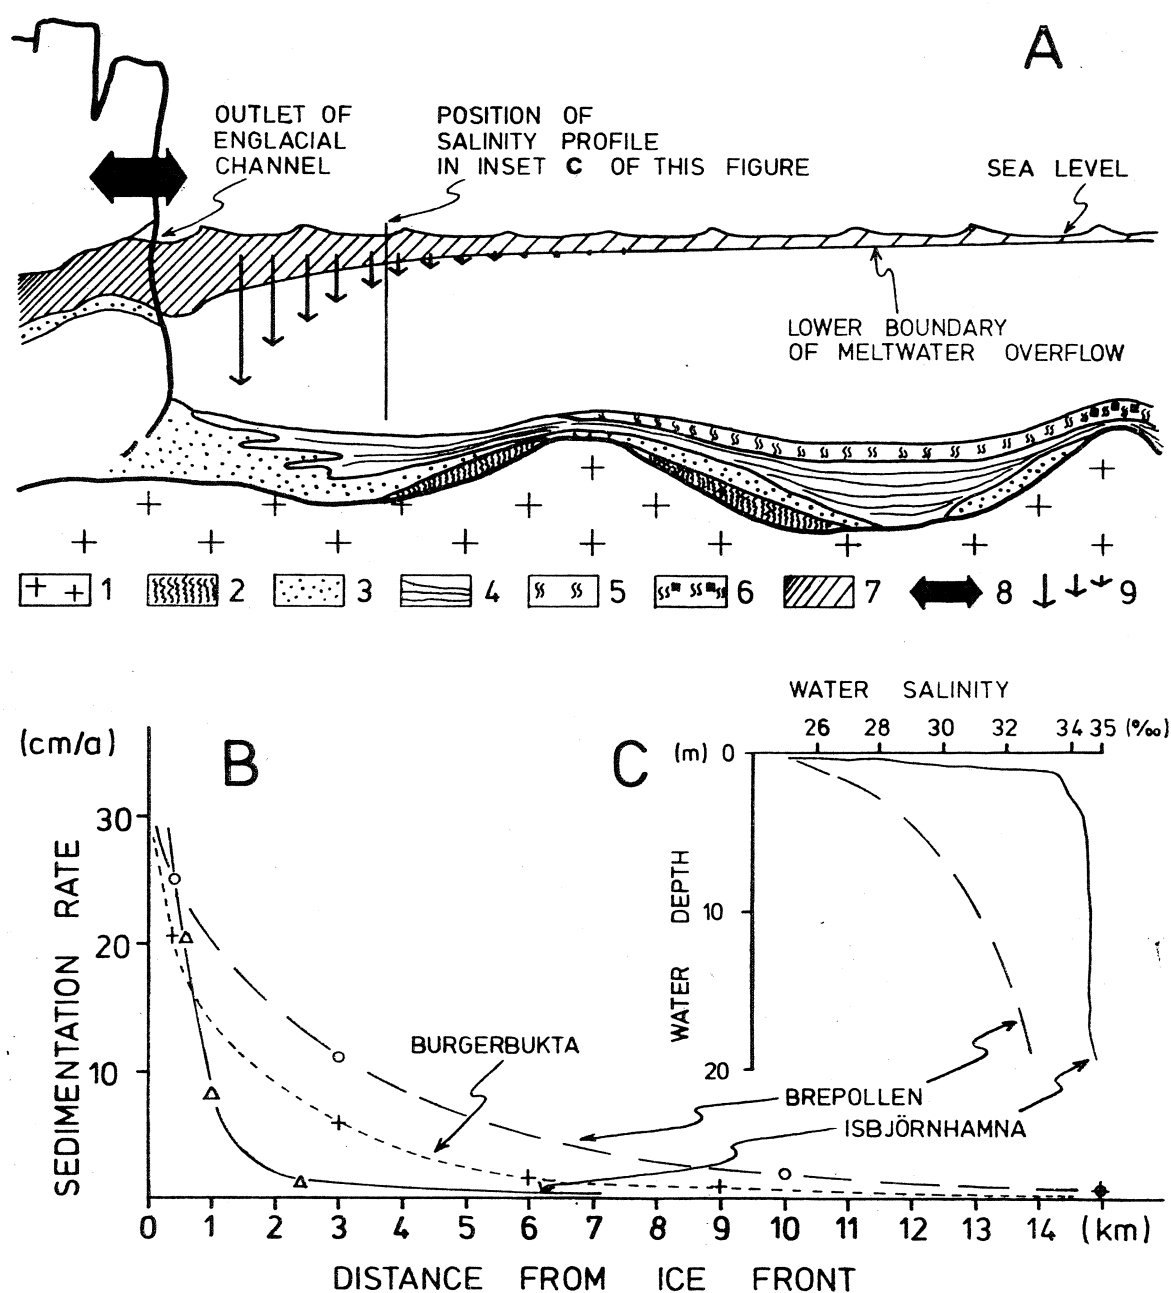 A
OUTLET OF
ENGLACIAL
CHANNEL
POSITION OF
SALINITY PROFILE
IN INSET C OF THIS FIGURE
SEA LEVEL
LOWER BOUNDARY
OF MELTWATER OVERFLOW
1 2 3 4 5 6 7 8 9
B
(cm/a)
30
20
10
SEDIMENTATION RATE
BURGERBUKTA
BREPOLLEN
ISBJÖRNHAMNA
0 1 2 3 4 5 6 7 8 9 10 11 12 13 14 (km)
DISTANCE FROM ICE FRONT
C
WATER SALINITY
26 28 30 32 34 35 (‰)
(m) 0
10
20
WATER DEPTH